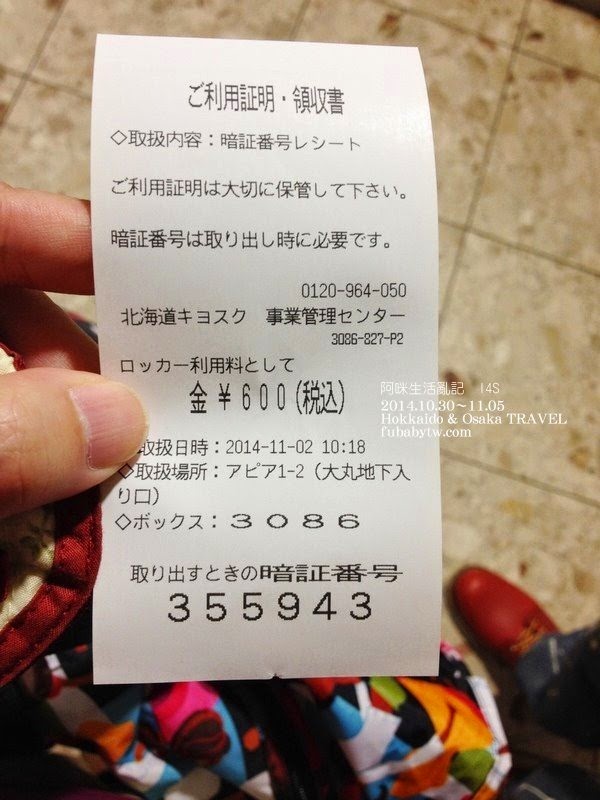 ご利用証明・領収書
◇取扱内容：暗証番号レシート
ご利用証明は大切に保管して下さい。
暗証番号は取り出し時に必要です。
0120-964-050
北海道キヨスク　事業管理センター
3086-827-P2
ロッカー利用料として
金￥６００(税込)
阿咪生活亂記 14S
2014.10.30~11.05
Hokkaido & Osaka TRAVEL
fubabytw.com
取扱日時：2014-11-02 10:18
◇取扱場所：アピア1-2（大丸地下入
り口）
◇ボックス：３０８６
取り出すときの暗証番号
３５５９４３